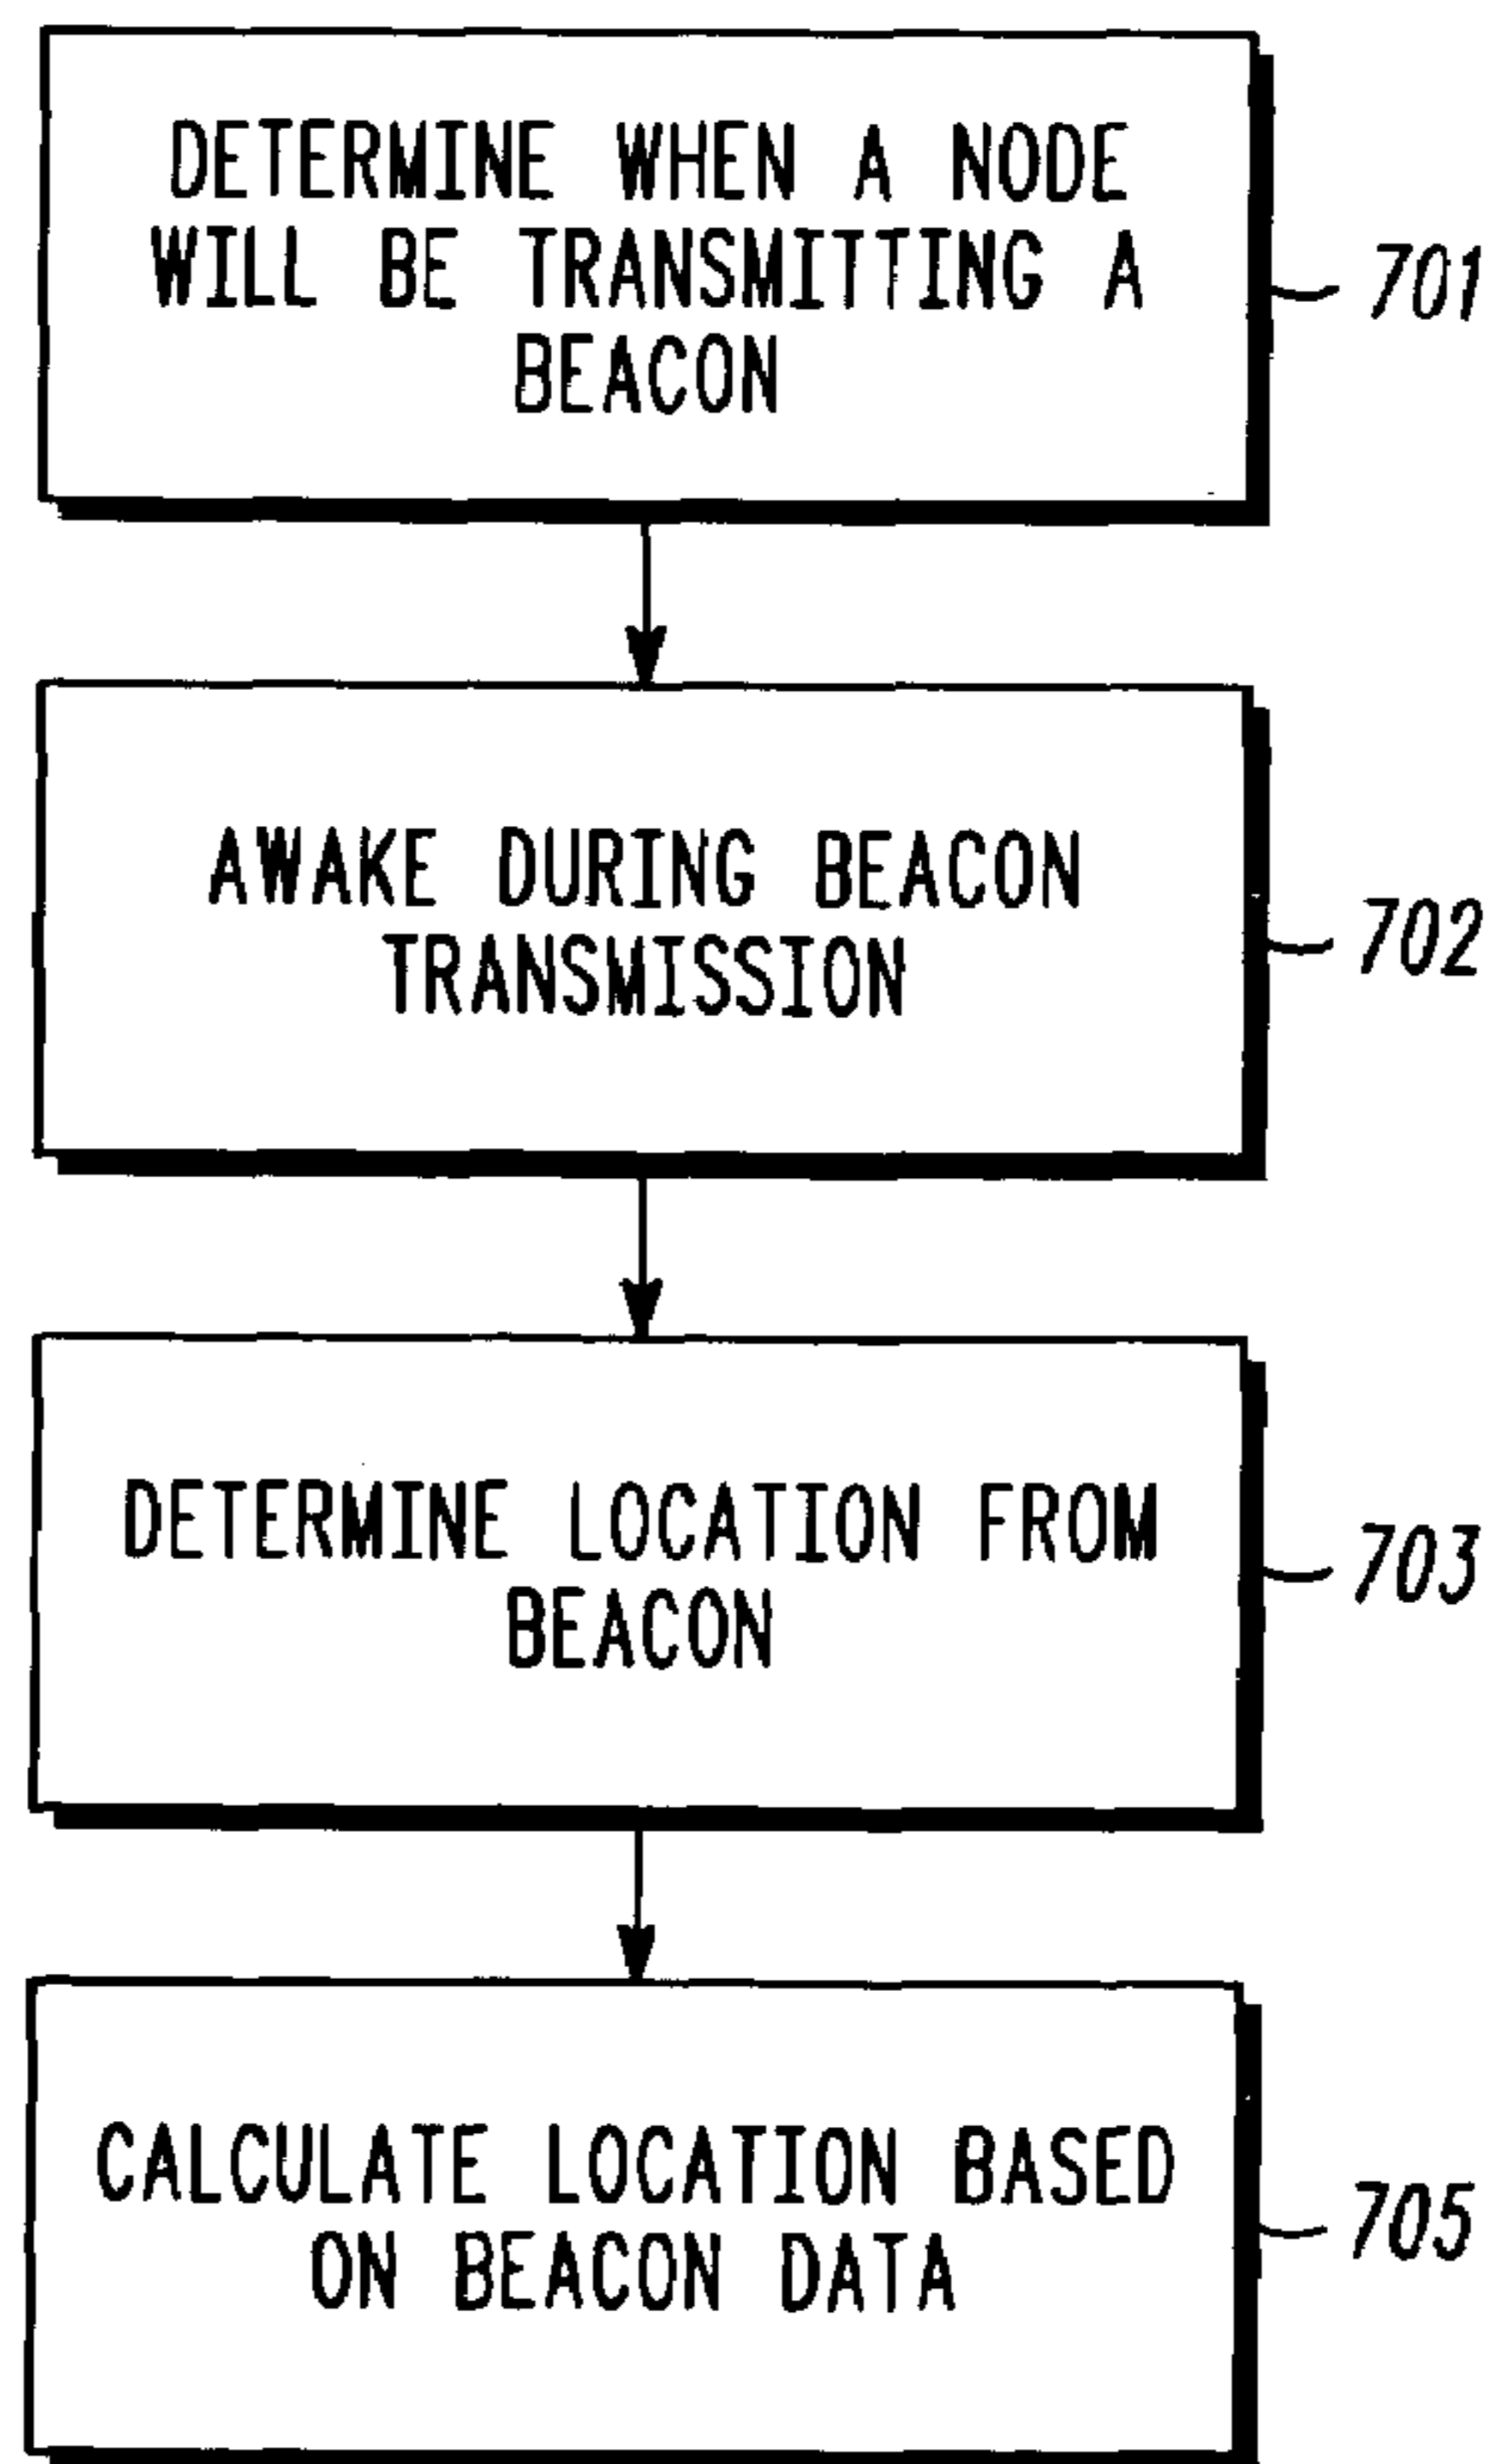 DETERMINE WHEN A NODE
WILL BE TRANSMITTING A
BEACON
701
AWAKE DURING BEACON
TRANSMISSION
702
DETERMINE LOCATION FROM
BEACON
703
CALCULATE LOCATION BASED
ON BEACON DATA
705